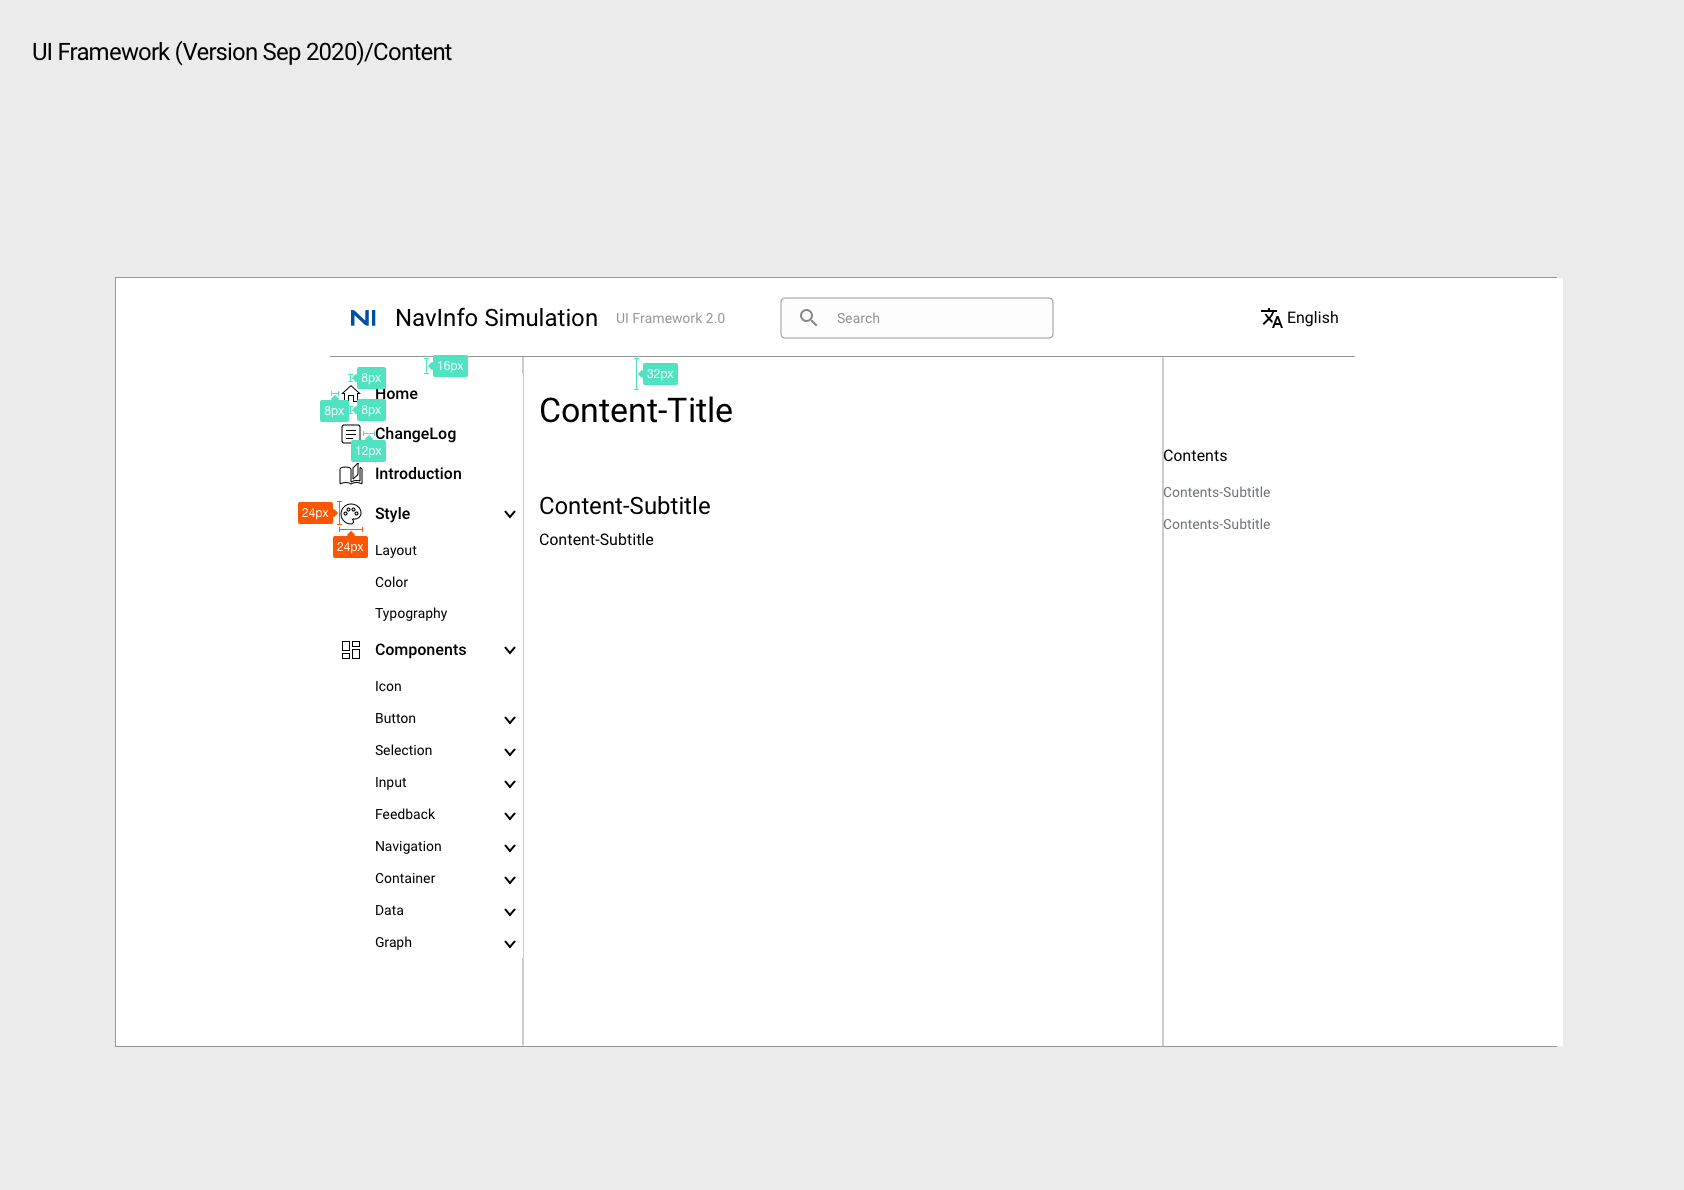 UI Framework (Version Sep 2020)/Content
NI NavInfo Simulation UI Framework 2.0 Search English
16px
32px
8px
Home
8px 8px
ChangeLog
12px
Introduction
24px Style
24px
Layout
Color
Typography
Components
Icon
Button
Selection
Input
Feedback
Navigation
Container
Data
Graph
Content-Title
Content-Subtitle
Content-Subtitle
Contents
Contents-Subtitle
Contents-Subtitle